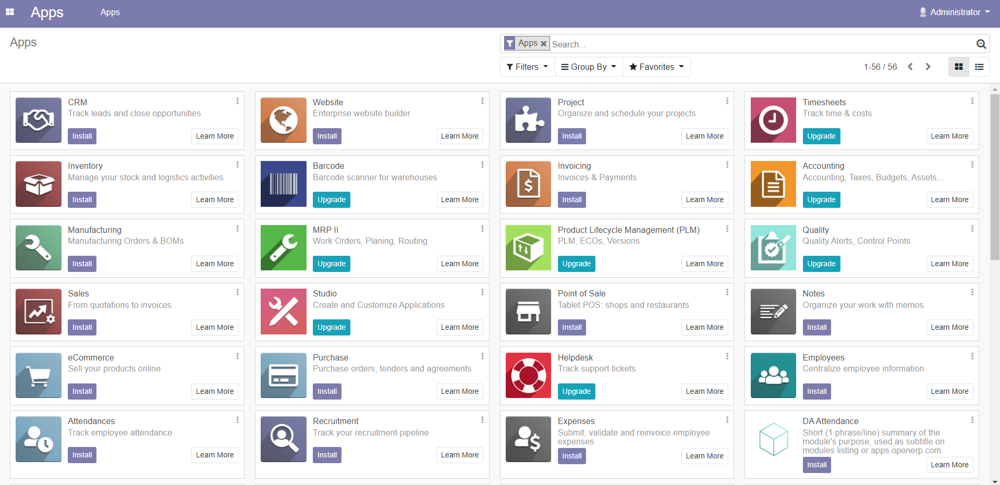 Apps
Apps
Administrator
Apps
Apps
Search...
Filters
Group By
Favorites
1-56 / 56
CRM
Track leads and close opportunities
Install
Learn More
Website
Enterprise website builder
Install
Learn More
Project
Organize and schedule your projects
Install
Learn More
Timesheets
Track time & costs
Upgrade
Learn More
Inventory
Manage your stock and logistics activities
Install
Learn More
Barcode
Barcode scanner for warehouses
Upgrade
Learn More
Invoicing
Invoices & Payments
Install
Learn More
Accounting
Accounting, Taxes, Budgets, Assets...
Upgrade
Learn More
Manufacturing
Manufacturing Orders & BOMs
Install
Learn More
MRP II
Work Orders, Planing, Routing
Upgrade
Learn More
Product Lifecycle Management (PLM)
PLM, ECOs, Versions
Upgrade
Learn More
Quality
Quality Alerts, Control Points
Upgrade
Learn More
Sales
From quotations to invoices
Install
Learn More
Studio
Create and Customize Applications
Upgrade
Learn More
Point of Sale
Tablet POS: shops and restaurants
Install
Learn More
Notes
Organize your work with memos
Install
Learn More
eCommerce
Sell your products online
Install
Learn More
Purchase
Purchase orders, tenders and agreements
Install
Learn More
Helpdesk
Track support tickets
Upgrade
Learn More
Employees
Centralize employee information
Install
Learn More
Attendances
Track employee attendance
Install
Learn More
Recruitment
Track your recruitment pipeline
Install
Learn More
Expenses
Submit, validate and reinvoice employee
expenses
Install
Learn More
DA Attendance
Short (1 phrase/line) summary of the
module's purpose, used as subtitle on
modules listing or apps.openerp.com
Install
Learn More